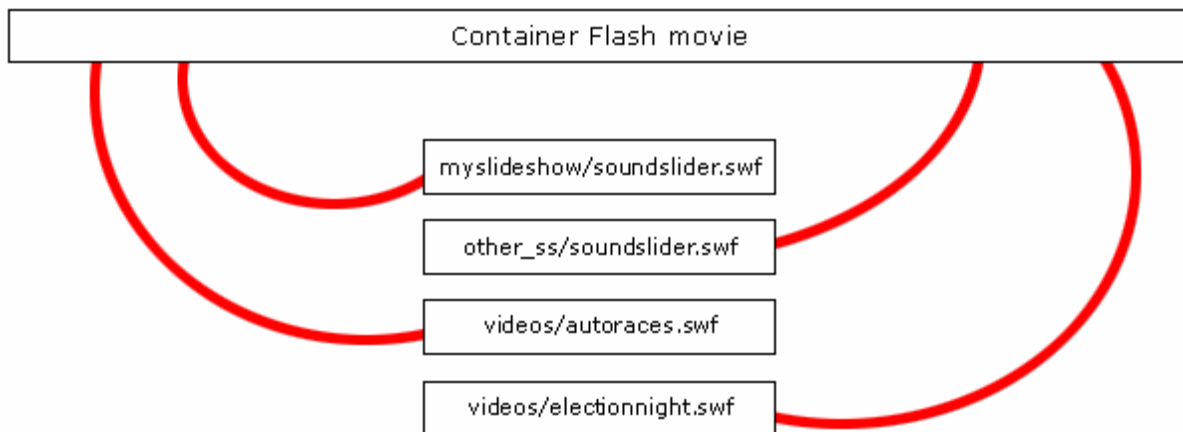 Container Flash movie
myslideshow/soundslider.swf
other_ss/soundslider.swf
videos/autoraces.swf
videos/electionnight.swf